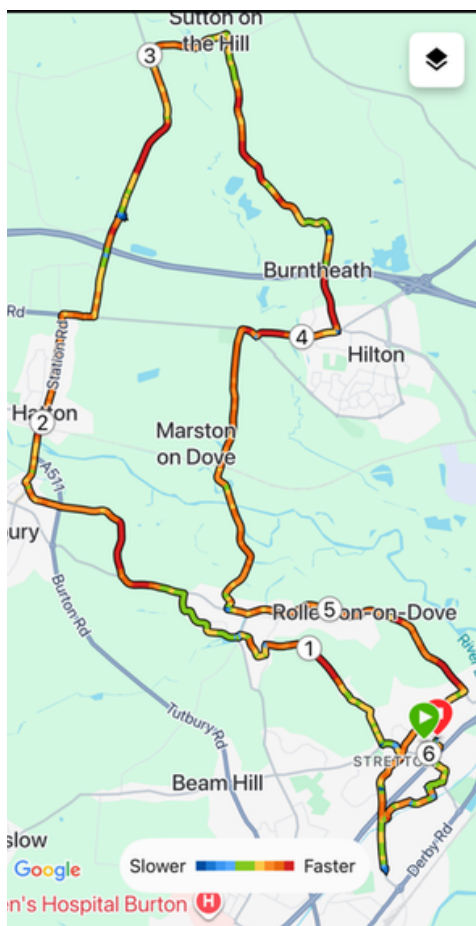 Sutton on
the Hill
3
Burntheath
Rd
Station Rd
4
Hilton
Hatton
2
Marston
on Dove
A511
ury
Burton Rd
5
Rolleston-on-Dove
1
River
Tutbury Rd
STRETTO
6
Beam Hill
slow
Derby Rd
Google
Slower
Faster
en's Hospital Burton
H